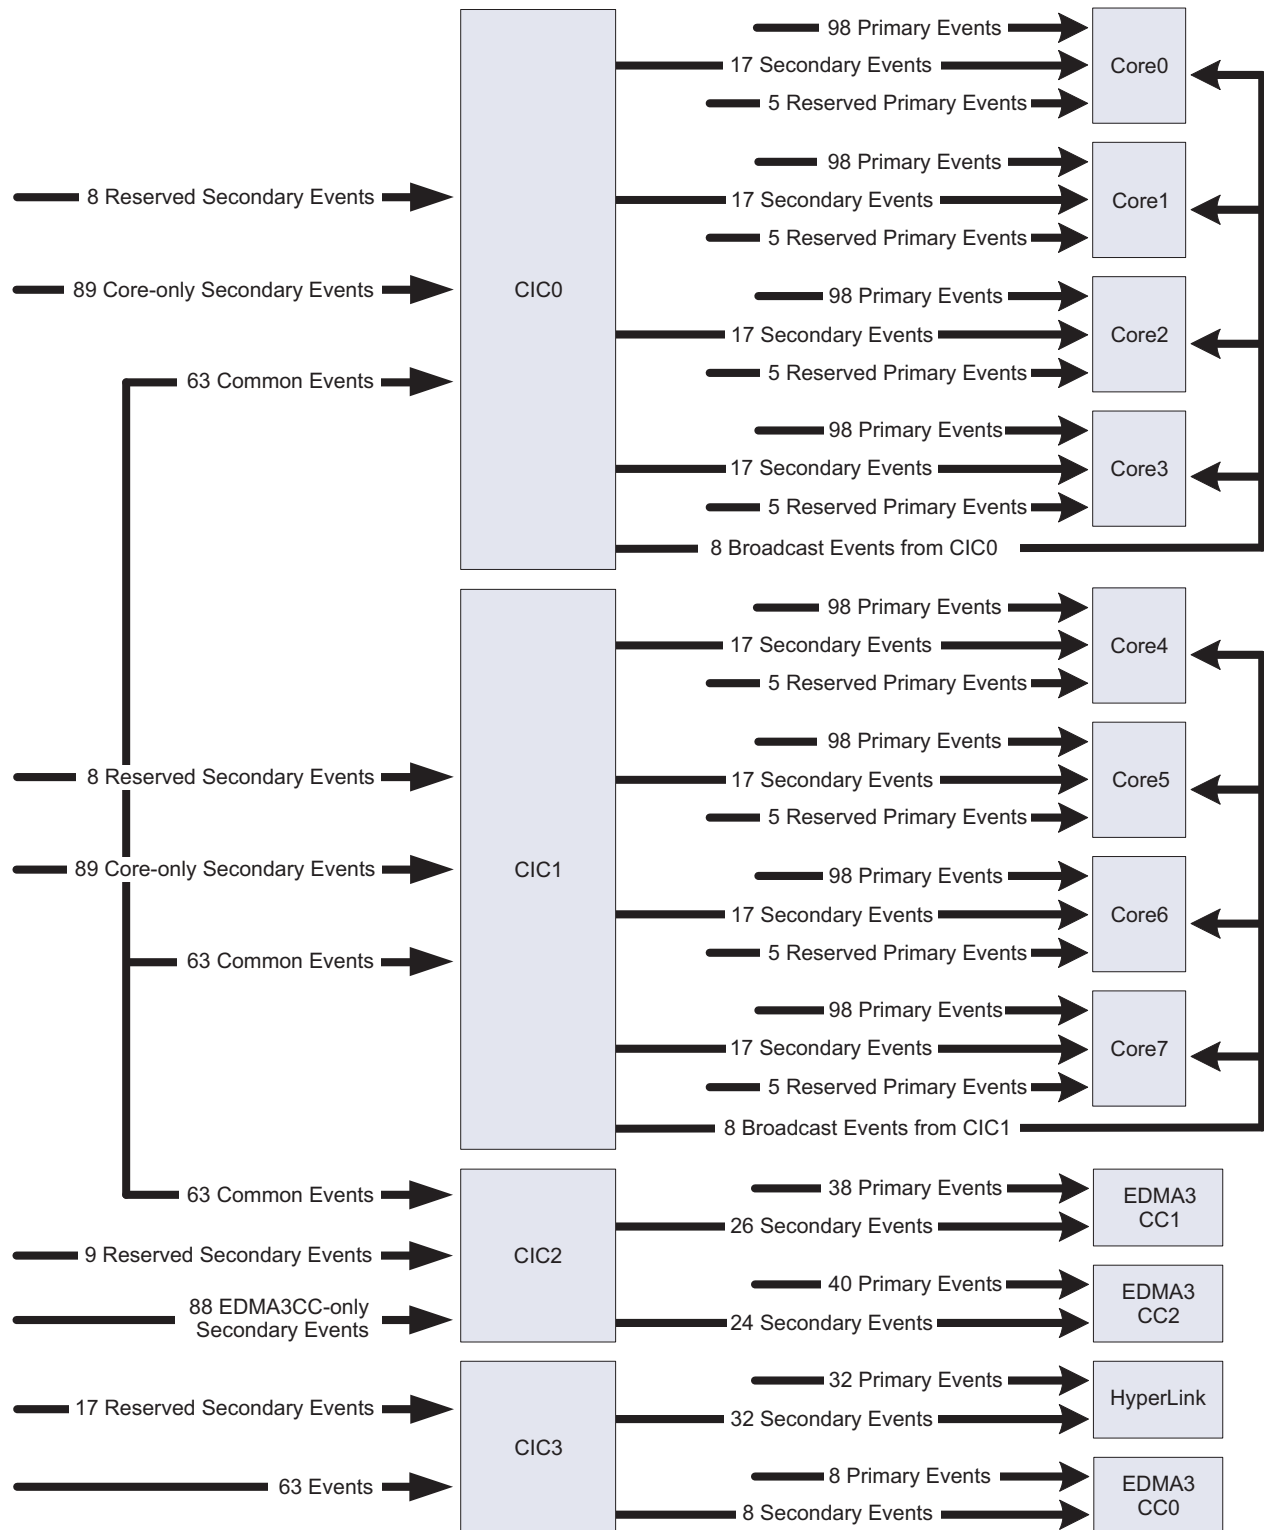 98 Primary Events
17 Secondary Events
5 Reserved Primary Events
Core0
8 Reserved Secondary Events
89 Core-only Secondary Events
63 Common Events
CIC0
98 Primary Events
17 Secondary Events
5 Reserved Primary Events
Core1
98 Primary Events
17 Secondary Events
5 Reserved Primary Events
Core2
98 Primary Events
17 Secondary Events
5 Reserved Primary Events
Core3
8 Broadcast Events from CIC0
98 Primary Events
17 Secondary Events
5 Reserved Primary Events
Core4
8 Reserved Secondary Events
89 Core-only Secondary Events
63 Common Events
CIC1
98 Primary Events
17 Secondary Events
5 Reserved Primary Events
Core5
98 Primary Events
17 Secondary Events
5 Reserved Primary Events
Core6
98 Primary Events
17 Secondary Events
5 Reserved Primary Events
Core7
8 Broadcast Events from CIC1
63 Common Events
9 Reserved Secondary Events
88 EDMA3CC-only
Secondary Events
CIC2
38 Primary Events
26 Secondary Events
EDMA3
CC1
40 Primary Events
24 Secondary Events
EDMA3
CC2
17 Reserved Secondary Events
63 Events
CIC3
32 Primary Events
32 Secondary Events
HyperLink
8 Primary Events
8 Secondary Events
EDMA3
CC0